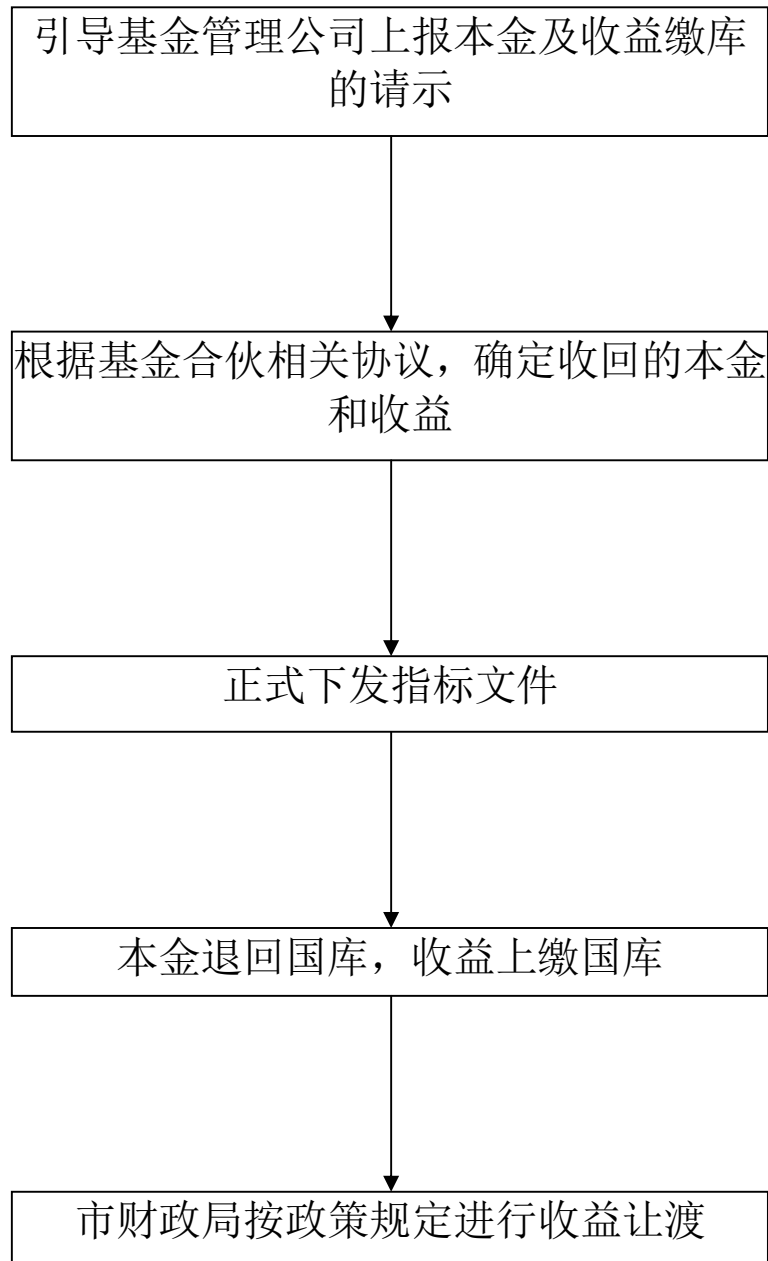 引导基金管理公司上报本金及收益缴库
的请示
根据基金合伙相关协议，确定收回的本金
和收益
正式下发指标文件
本金退回国库，收益上缴国库
市财政局按政策规定进行收益让渡